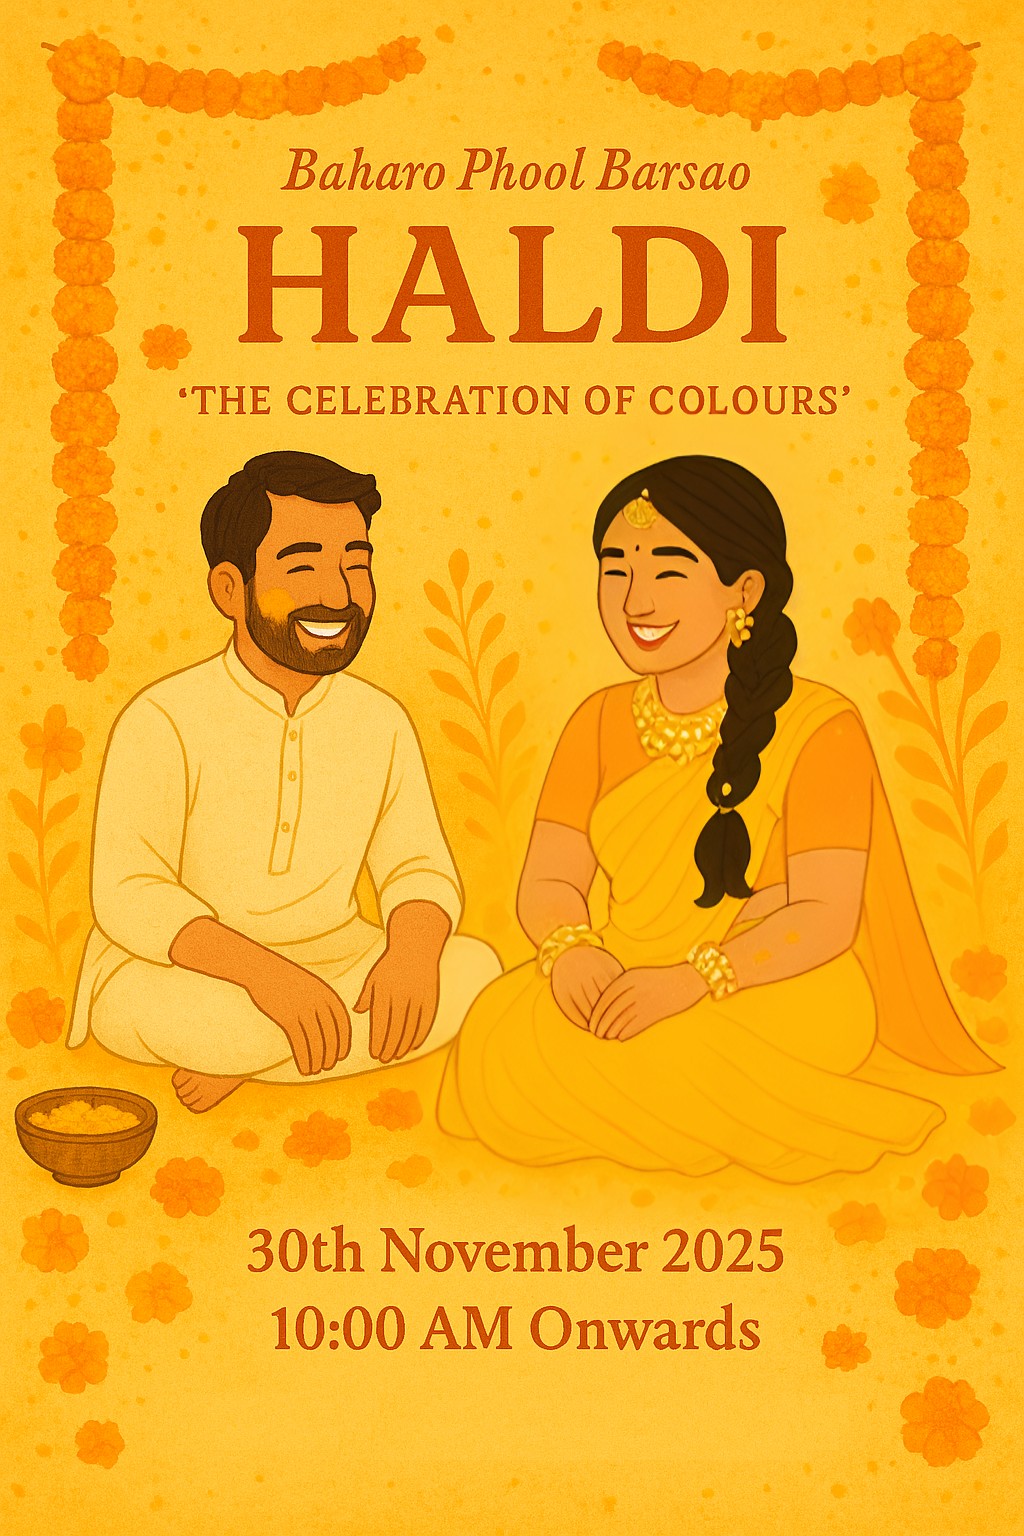 Baharo Phool Barsao
HALDI
‘THE CELEBRATION OF COLOURS’
30th November 2025
10:00 AM Onwards